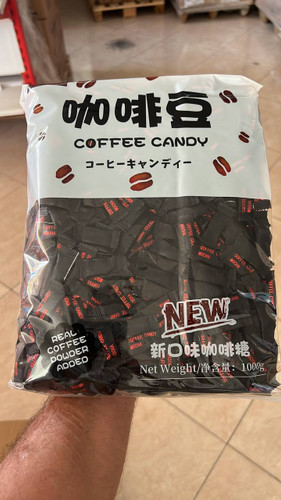 咖啡豆
COFFEE CANDY
コーヒーキャンディー
NEW
REAL
COFFEE
POWDER
ADDED
新口味咖啡糖
Net Weight/净含量：1000g